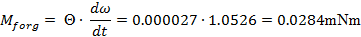 M_forg = Θ · dω/dt = 0.000027 · 1.0526 = 0.0284mNm